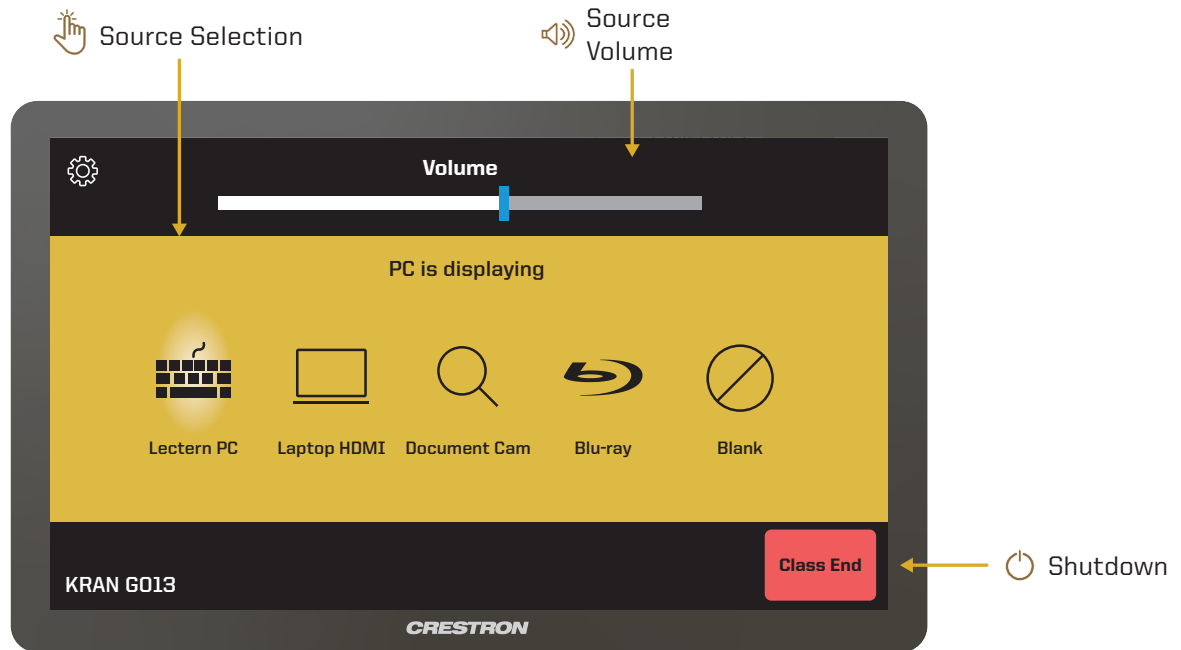 Source Selection
Source
Volume
Volume
PC is displaying
Lectern PC
Laptop HDMI
Document Cam
Blu-ray
Blank
Class End
Shutdown
KRAN G013
CRESTRON